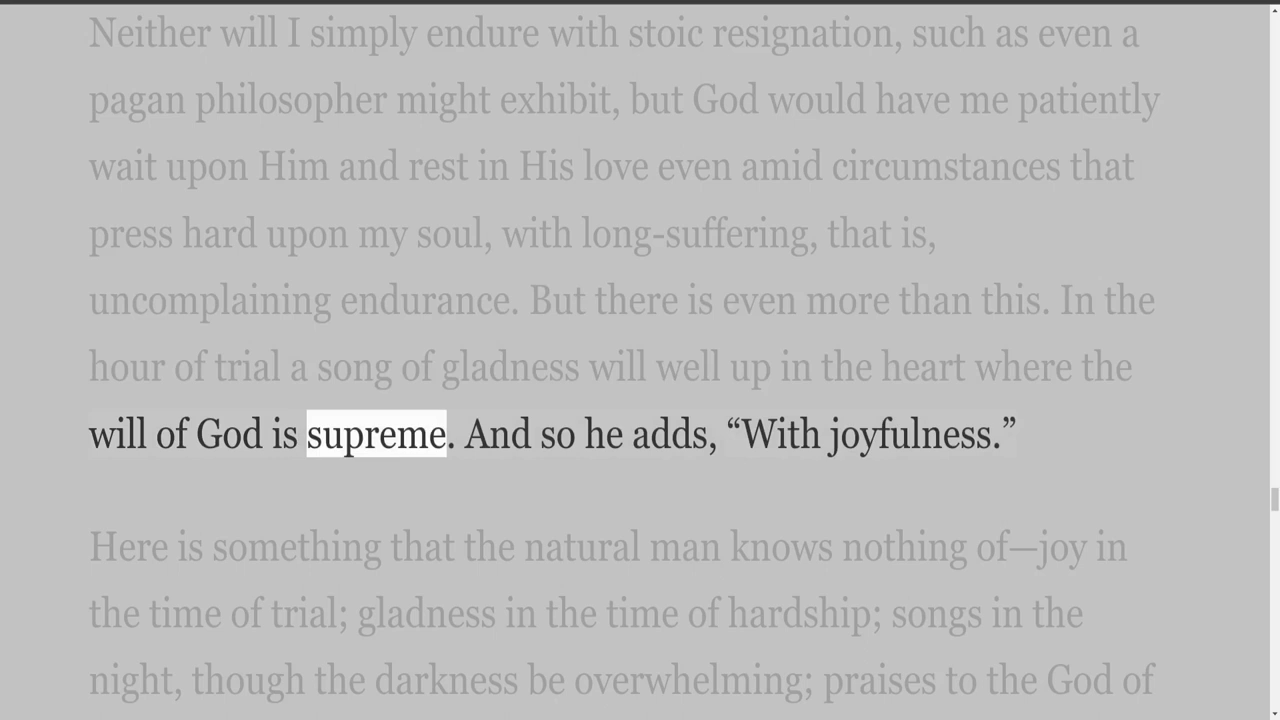 Neither will I simply endure with stoic resignation, such as even a
pagan philosopher might exhibit, but God would have me patiently
wait upon Him and rest in His love even amid circumstances that
press hard upon my soul, with long-suffering, that is,
uncomplaining endurance. But there is even more than this. In the
hour of trial a song of gladness will well up in the heart where the
will of God is supreme. And so he adds, “With joyfulness.”
Here is something that the natural man knows nothing of—joy in
the time of trial; gladness in the time of hardship; songs in the
night, though the darkness be overwhelming; praises to the God of